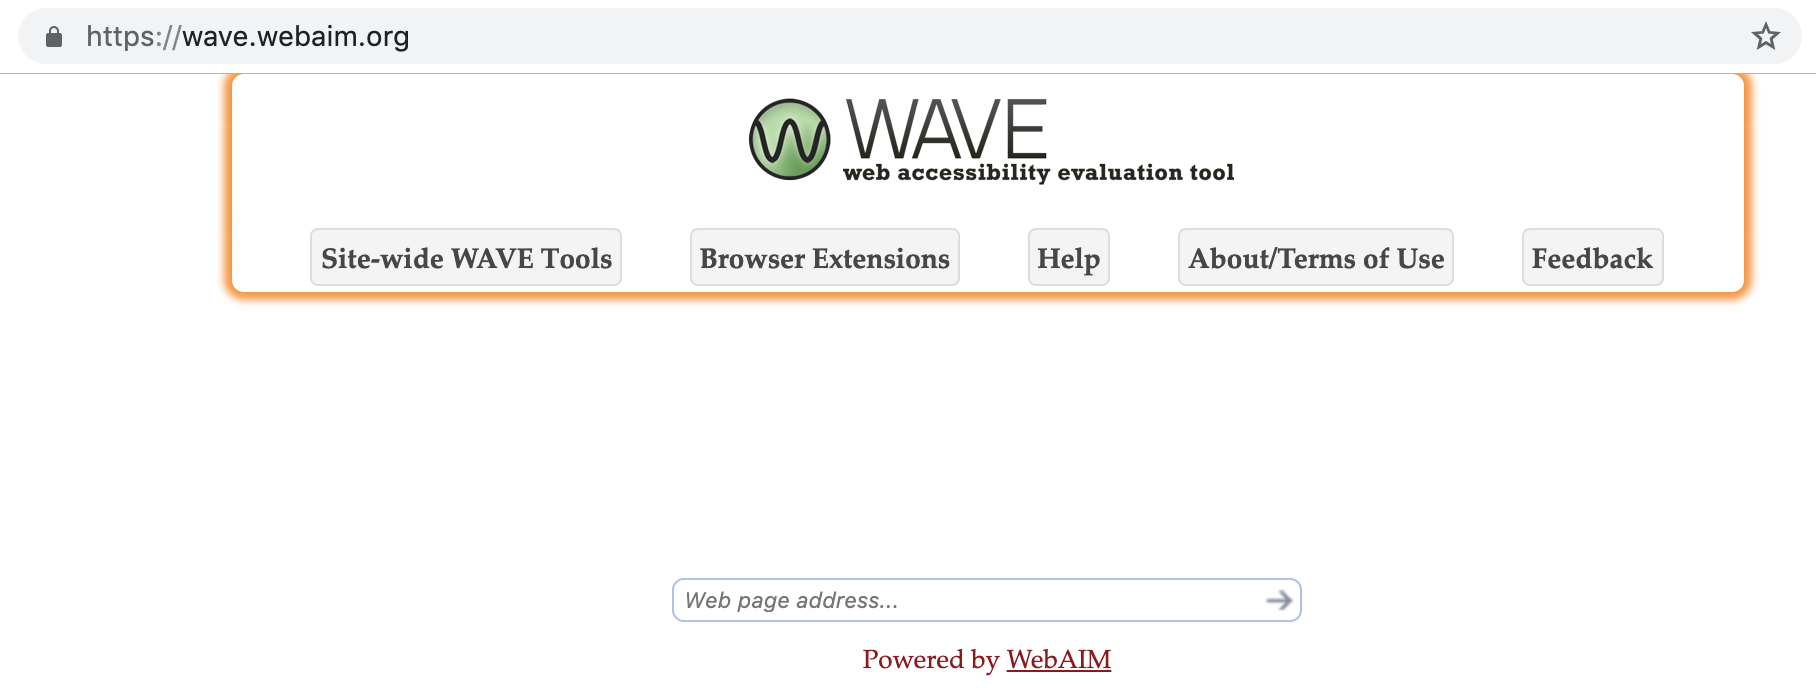 https://wave.webaim.org
WAVE
web accessibility evaluation tool
Site-wide WAVE Tools Browser Extensions Help About/Terms of Use Feedback
Web page address...
Powered by WebAIM